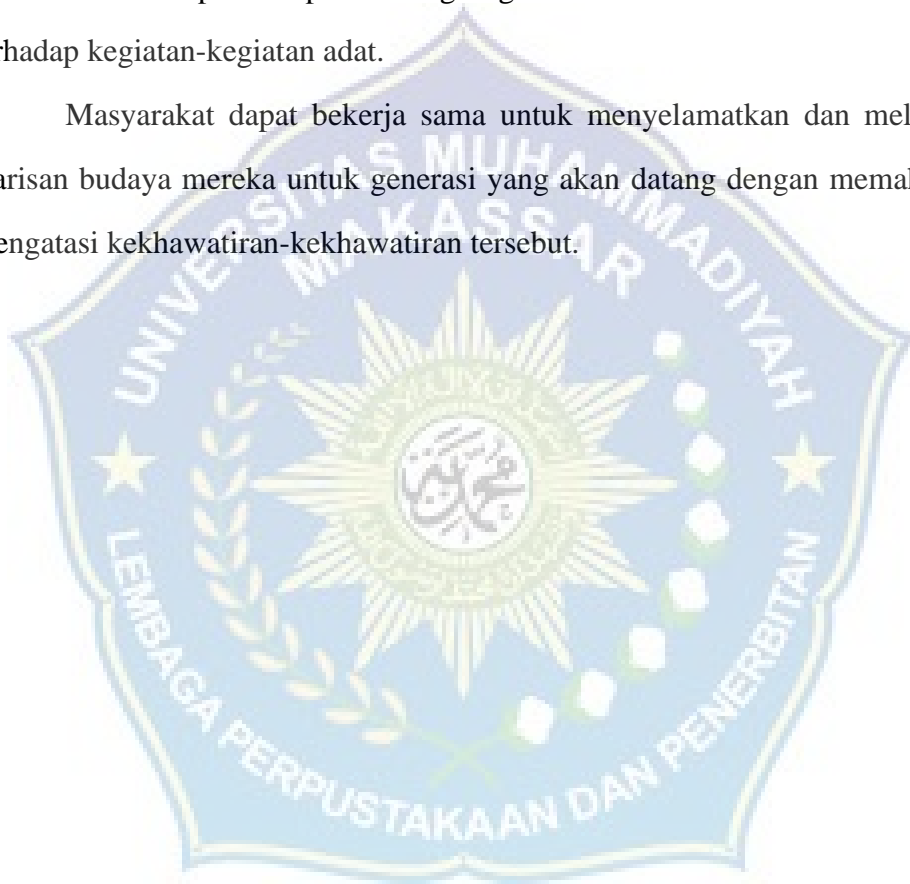 rhadap kegiatan-kegiatan adat.
Masyarakat dapat bekerja sama untuk menyelamatkan dan mel
arisan budaya mereka untuk generasi yang akan datang dengan memal
engatasi kekhawatiran-kekhawatiran tersebut.
UNIVERSITAS MUHAMMADIYAH
MAKASSAR
LEMBAGA PERPUSTAKAAN DAN PENERBITAN